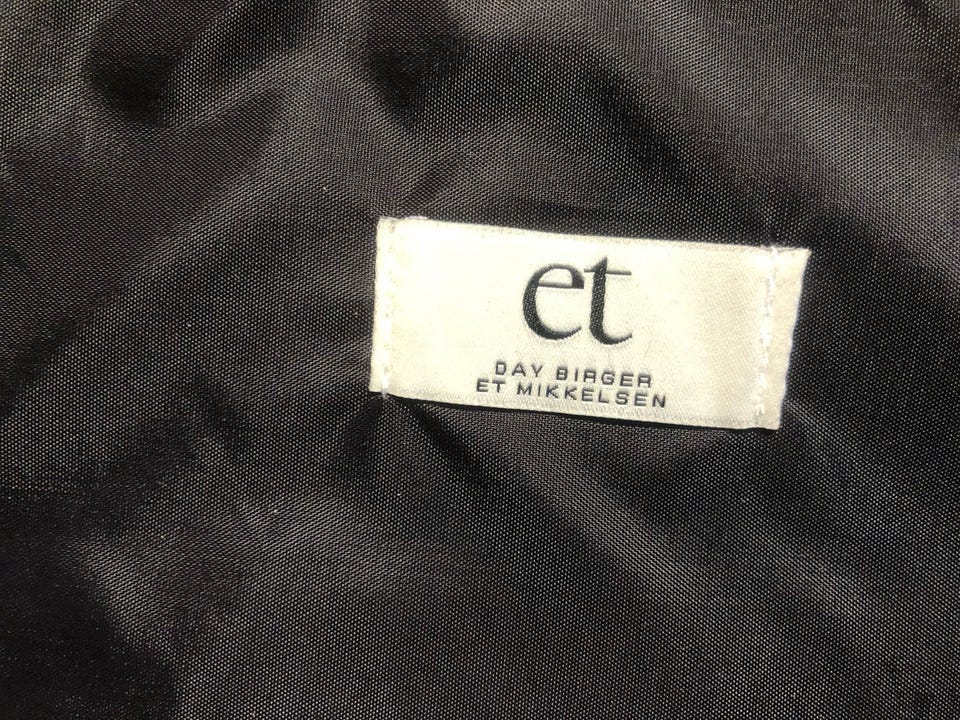 et
DAY BIRGER
ET MIKKELSEN